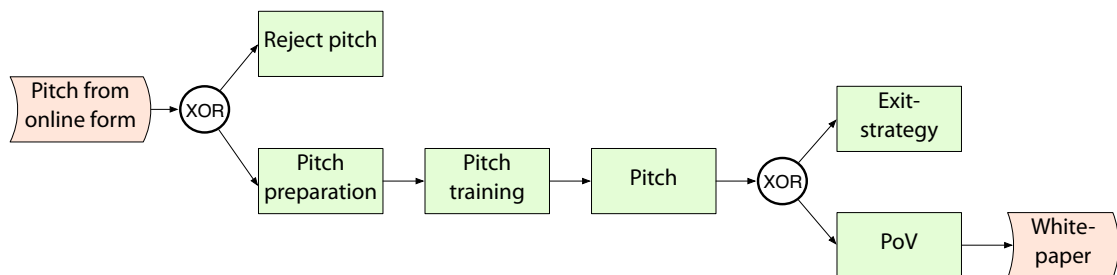 Reject pitch
Pitch from
online form
XOR
Pitch
preparation
Pitch
training
Pitch
XOR
Exit-
strategy
PoV
White-
paper